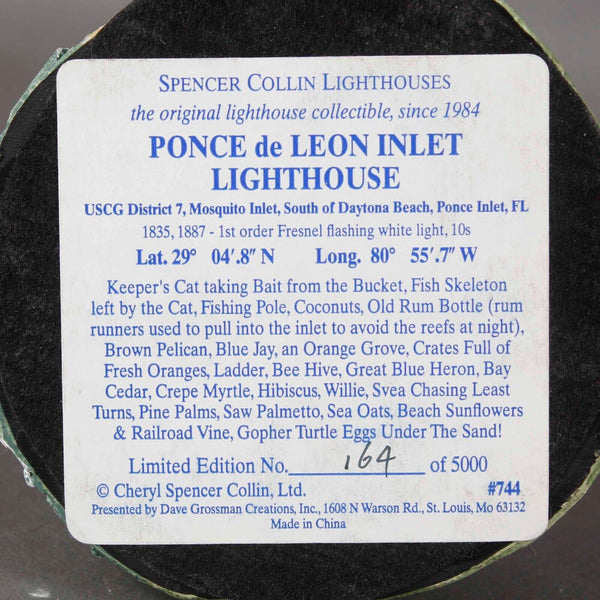 SPENCER COLLIN LIGHTHOUSES
the original lighthouse collectible, since 1984
PONCE de LEON INLET
LIGHTHOUSE
USCG District 7, Mosquito Inlet, South of Daytona Beach, Ponce Inlet, FL
1835, 1887 - 1st order Fresnel flashing white light, 10s
Lat. 29° 04′.8″ N Long. 80° 55′.7″ W
Keeper's Cat taking Bait from the Bucket, Fish Skeleton
left by the Cat, Fishing Pole, Coconuts, Old Rum Bottle (rum
runners used to pull into the inlet to avoid the reefs at night),
Brown Pelican, Blue Jay, an Orange Grove, Crates Full of
Fresh Oranges, Ladder, Bee Hive, Great Blue Heron, Bay
Cedar, Crepe Myrtle, Hibiscus, Willie, Svea Chasing Least
Turns, Pine Palms, Saw Palmetto, Sea Oats, Beach Sunflowers
& Railroad Vine, Gopher Turtle Eggs Under The Sand!
Limited Edition No. 164 of 5000
© Cheryl Spencer Collin, Ltd. #744
Presented by Dave Grossman Creations, Inc., 1608 N Warson Rd., St. Louis, Mo 63132
Made in China